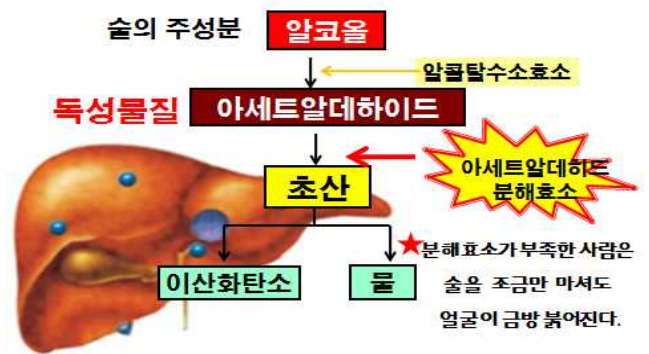 술의 주성분 알코올
알콜탈수소효소
독성물질 아세트알데하이드
아세트알데히드
분해효소
초산
이산화탄소 물
★분해효소가 부족한 사람은
술을 조금만 마셔도
얼굴이 금방 붉어진다.